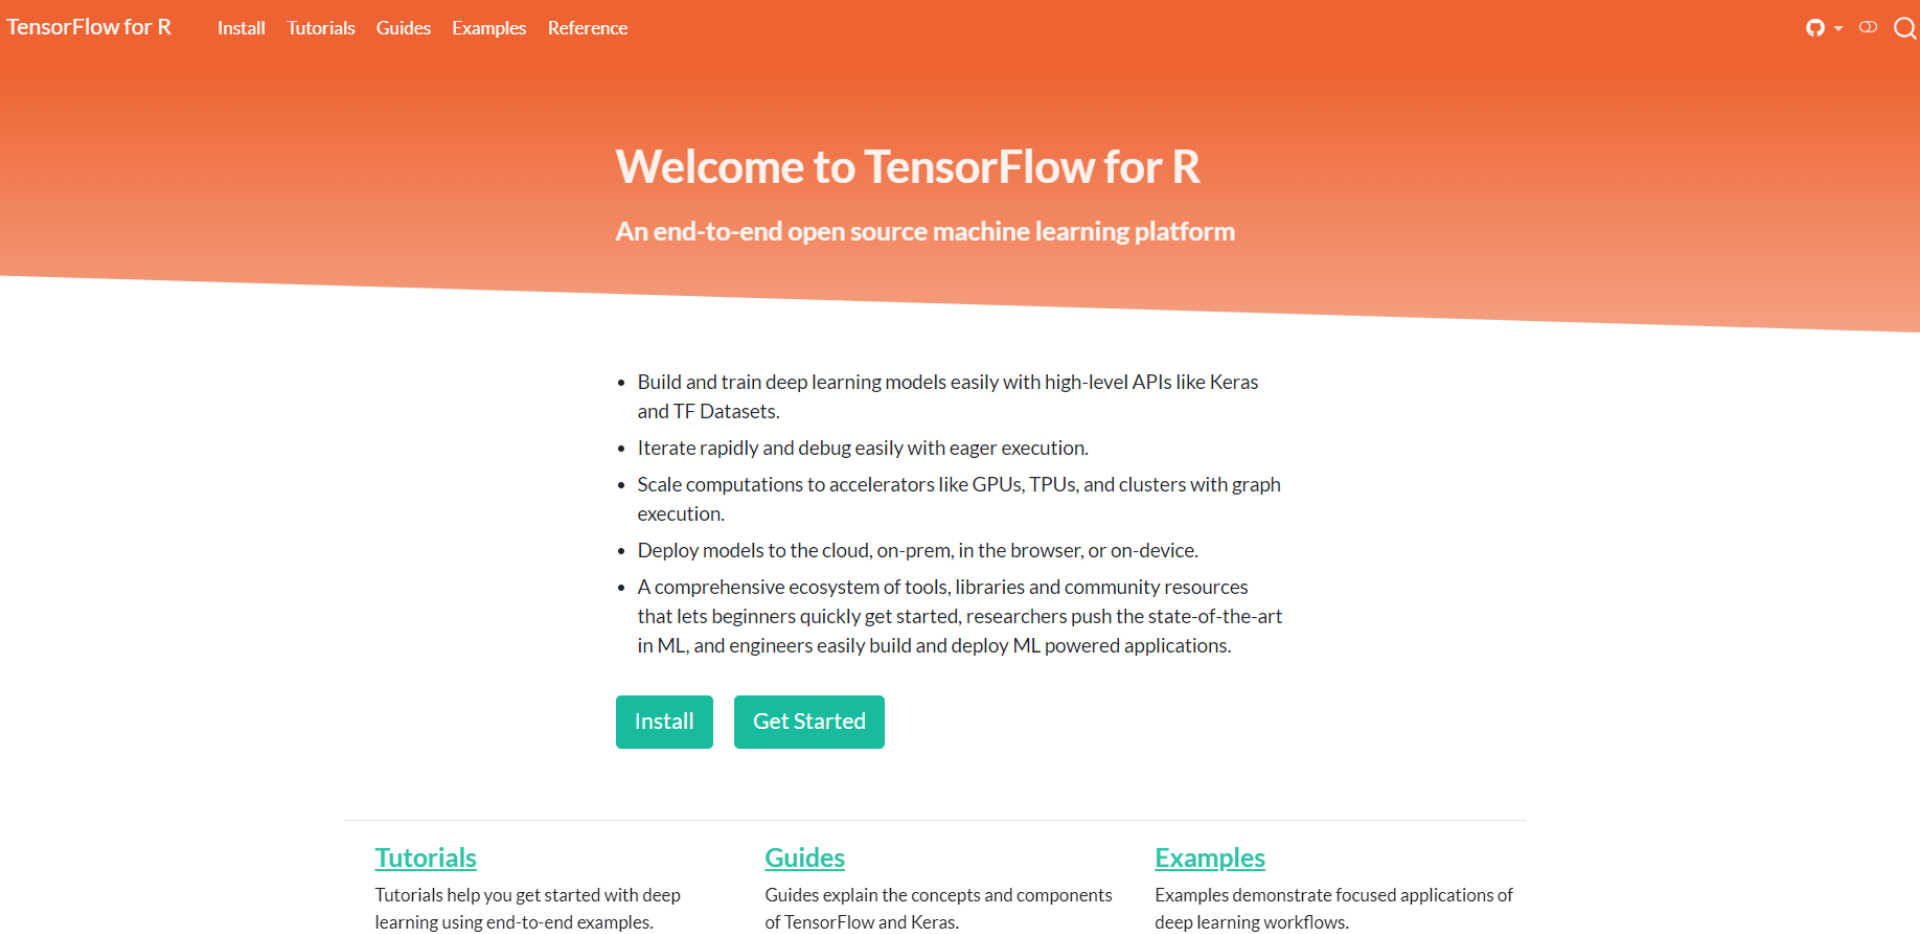 TensorFlow for R Install Tutorials Guides Examples Reference
Welcome to TensorFlow for R
An end-to-end open source machine learning platform
Build and train deep learning models easily with high-level APIs like Keras
and TF Datasets.
Iterate rapidly and debug easily with eager execution.
Scale computations to accelerators like GPUs, TPUs, and clusters with graph
execution.
Deploy models to the cloud, on-prem, in the browser, or on-device.
A comprehensive ecosystem of tools, libraries and community resources
that lets beginners quickly get started, researchers push the state-of-the-art
in ML, and engineers easily build and deploy ML powered applications.
Install Get Started
Tutorials
Tutorials help you get started with deep
learning using end-to-end examples.
Guides
Guides explain the concepts and components
of TensorFlow and Keras.
Examples
Examples demonstrate focused applications of
deep learning workflows.